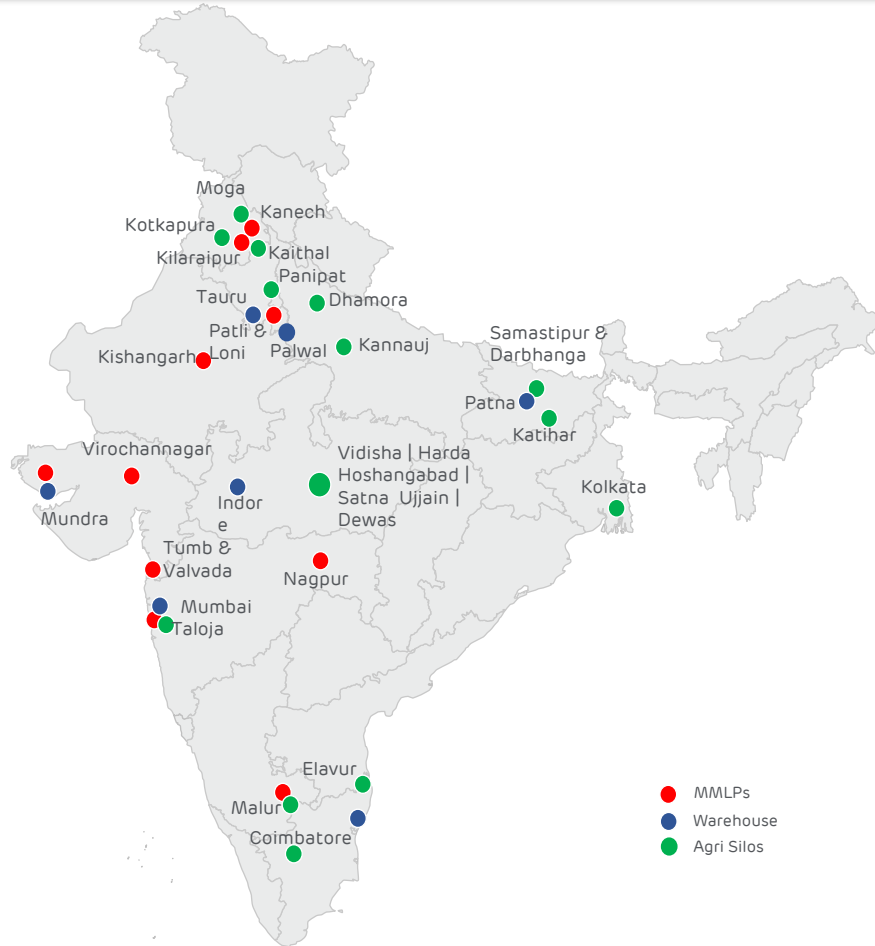 Moga
Kanech
Kotkapura
Kilaraipur
Kaithal
Panipat
Tauru
Dhamora
Patli &
Loni
Palwal
Kannauj
Kishangarh
Samastipur &
Darbhanga
Patna
Katihar
Virochannagar
Mundra
Indor
e
Vidisha | Harda
Hoshangabad |
Satna Ujjain |
Dewas
Kolkata
Tumb &
Valvada
Nagpur
Mumbai
Taloja
Elavur
Malur
Coimbatore
MMLPs
Warehouse
Agri Silos